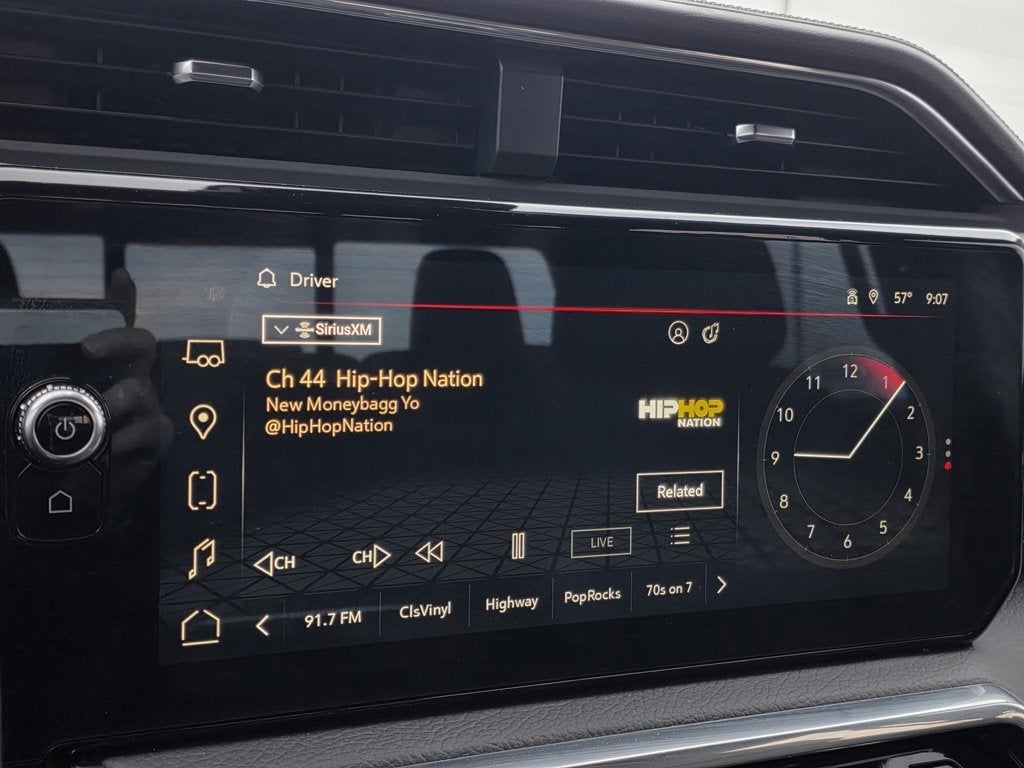 Driver
57° 9:07
SiriusXM
Ch 44 Hip-Hop Nation
New Moneybagg Yo
@HipHopNation
HIPHOP
NATION
Related
CH
CH
LIVE
91.7 FM
ClsVinyl
Highway
PopRocks
70s on 7
12
1
2
3
4
5
6
7
8
9
10
11